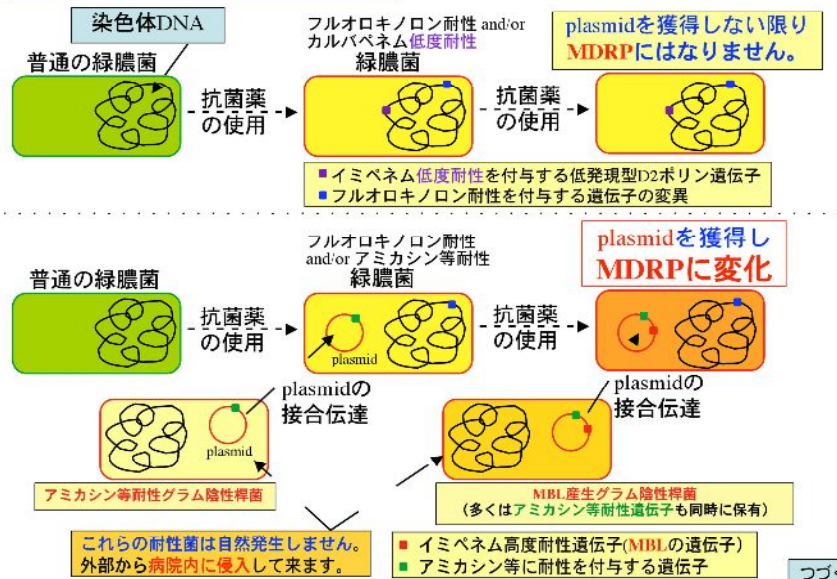 染色体DNA
フルオロキノロン耐性 and/or
カルバペネム低度耐性
緑膿菌
plasmidを獲得しない限り
MDRPにはなりません。
普通の緑膿菌
抗菌薬
の使用
抗菌薬
の使用
イミペネム低度耐性を付与する低発現型D2ポリン遺伝子
フルオロキノロン耐性を付与する遺伝子の変異
フルオロキノロン耐性
and/or アミカシン等耐性
緑膿菌
plasmidを獲得し
MDRPに変化
普通の緑膿菌
抗菌薬
の使用
plasmid
抗菌薬
の使用
plasmidの
接合伝達
plasmidの
接合伝達
plasmid
アミカシン等耐性グラム陰性桿菌
MBL産生グラム陰性桿菌
(多くはアミカシン等耐性遺伝子も同時に保有)
これらの耐性菌は自然発生しません。
外部から病院内に侵入して来ます。
イミペネム高度耐性遺伝子(MBLの遺伝子)
アミカシン等に耐性を付与する遺伝子